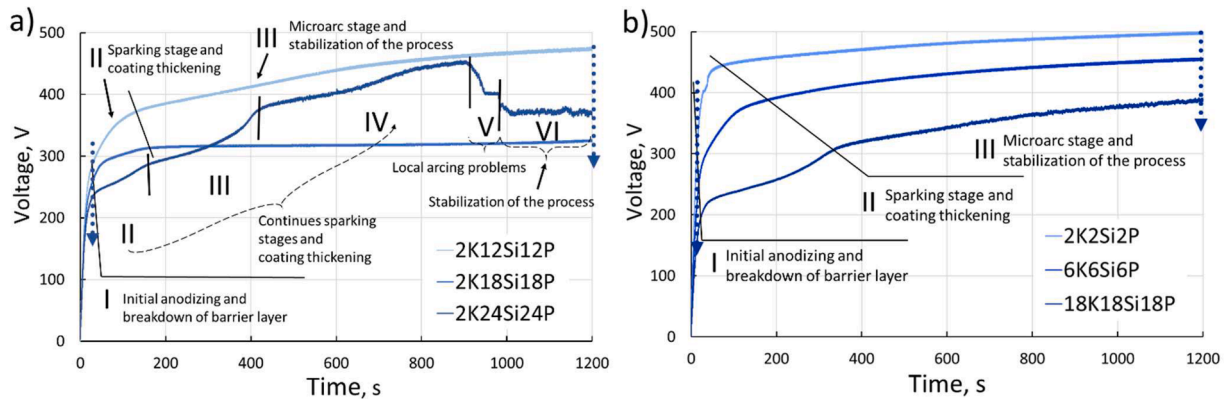 a)
Voltage, V
500
400
300
200
100
0
0
200
400
600
800
1000
1200
Time, s
II
Sparking stage and
coating thickening
III
Microarc stage and
stabilization of the process
IV
V
VI
III
II
Local arcing problems
Stabilization of the process
Continues sparking
stages and
coating thickening
I
Initial anodizing and
breakdown of barrier layer
2K12Si12P
2K18Si18P
2K24Si24P
b)
Voltage, V
500
400
300
200
100
0
0
200
400
600
800
1000
1200
Time, s
III
Microarc stage and
stabilization of the process
II
Sparking stage and
coating thickening
I
Initial anodizing and
breakdown of barrier layer
2K2Si2P
6K6Si6P
18K18Si18P